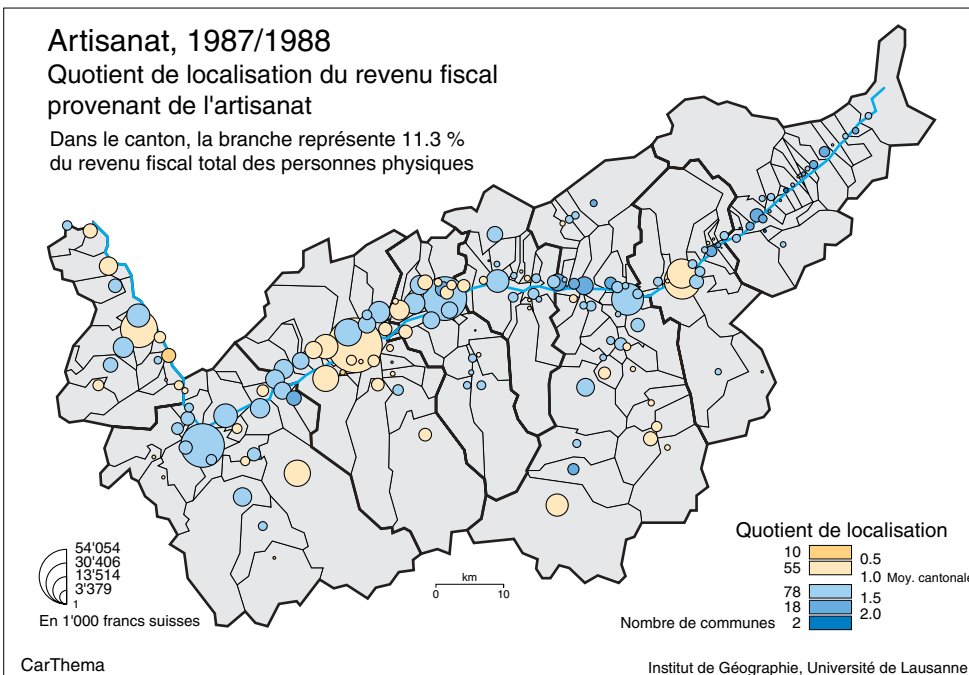 Artisanat, 1987/1988
Quotient de localisation du revenu fiscal
provenant de l'artisanat
Dans le canton, la branche représente 11.3 %
du revenu fiscal total des personnes physiques
54'054
30'406
13'514
3'379
1
En 1'000 francs suisses
km
0 10
Quotient de localisation
10
0.5
55
1.0 Moy. cantonale
78
1.5
18
2.0
Nombre de communes 2
CarThema
Institut de Géographie, Université de Lausanne